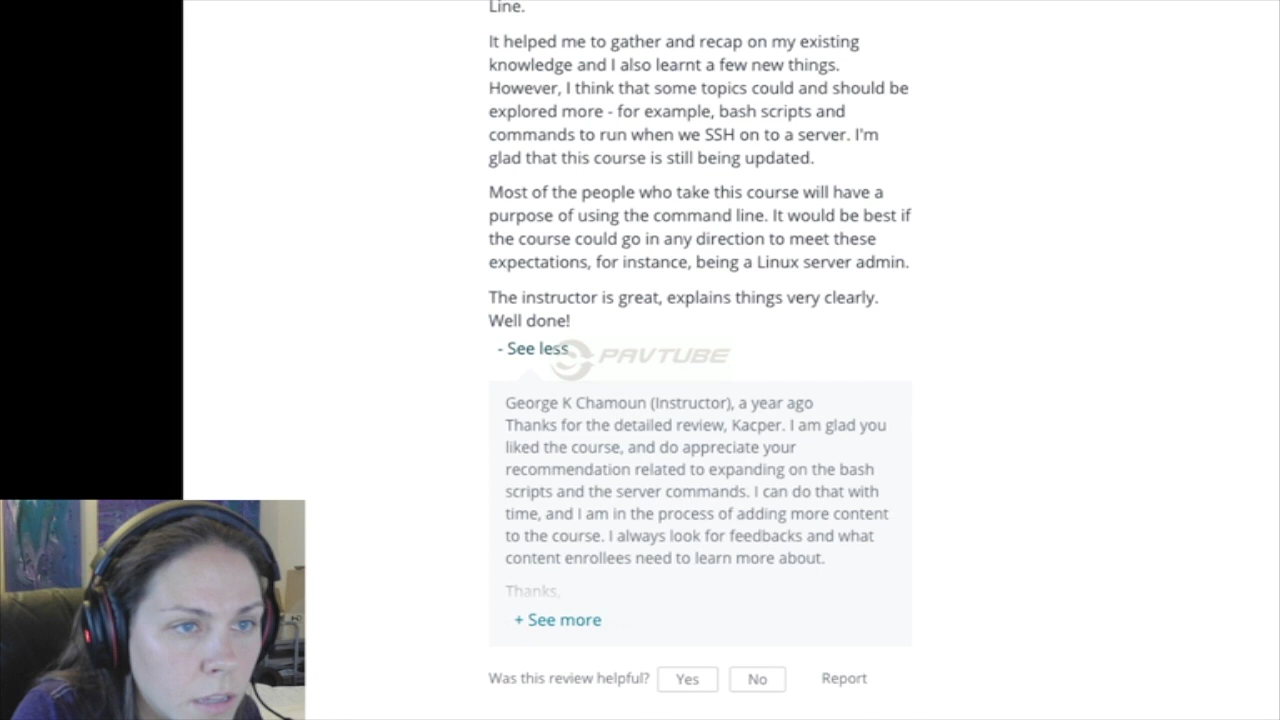 Line.
It helped me to gather and recap on my existing
knowledge and I also learnt a few new things.
However, I think that some topics could and should be
explored more - for example, bash scripts and
commands to run when we SSH on to a server. I'm
glad that this course is still being updated.
Most of the people who take this course will have a
purpose of using the command line. It would be best if
the course could go in any direction to meet these
expectations, for instance, being a Linux server admin.
The instructor is great, explains things very clearly.
Well done!
- See less
PAVTUBE
George K Chamoun (Instructor), a year ago
Thanks for the detailed review, Kacper. I am glad you
liked the course, and do appreciate your
recommendation related to expanding on the bash
scripts and the server commands. I can do that with
time, and I am in the process of adding more content
to the course. I always look for feedbacks and what
content enrollees need to learn more about.
Thanks,
+ See more
Was this review helpful? Yes No Report